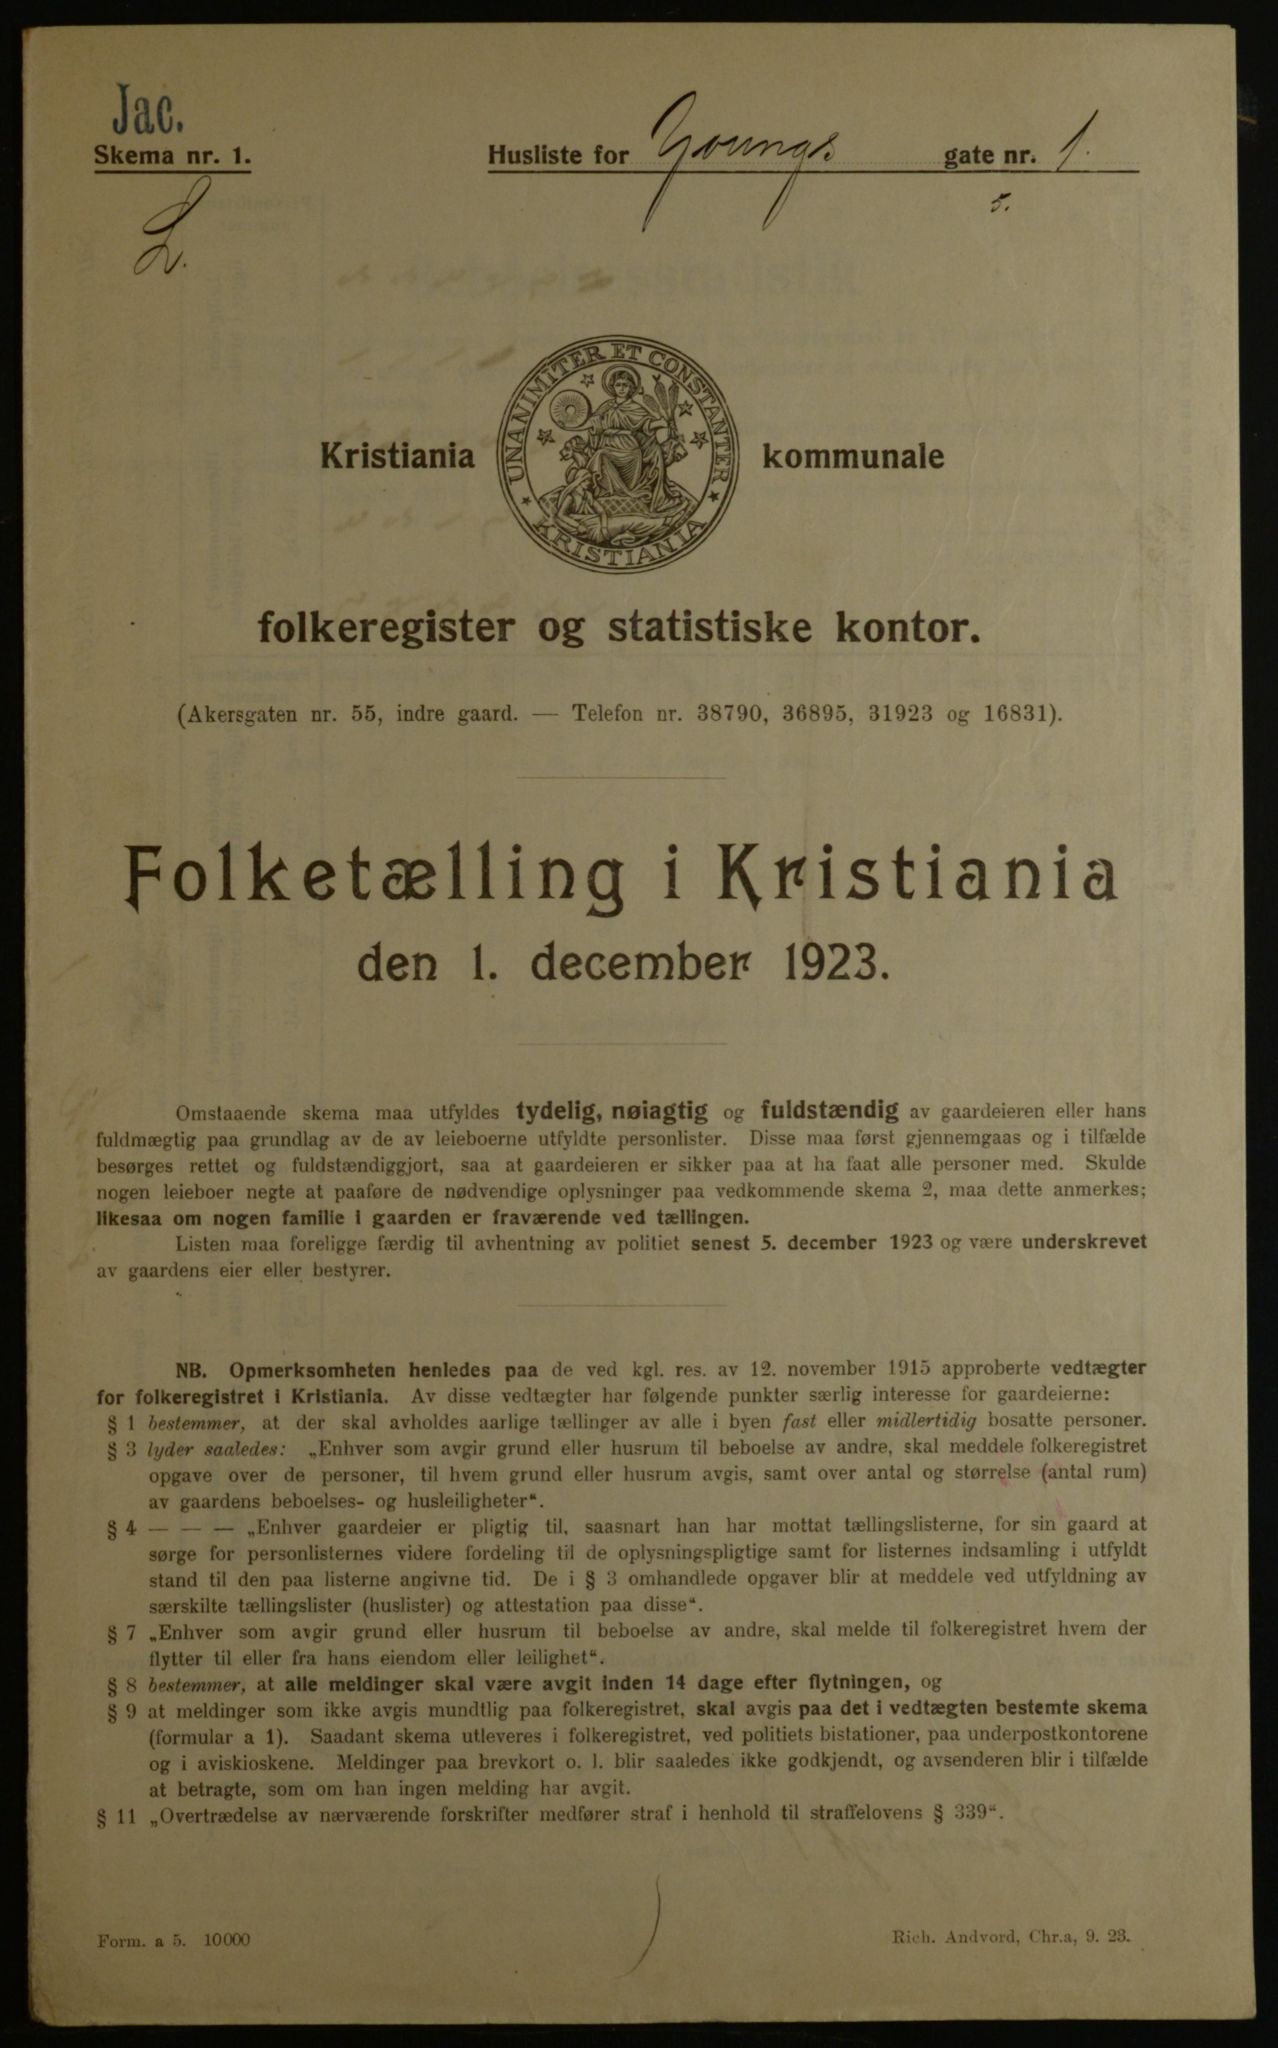 Jac.
Skema nr. 1.
Husliste for Youngs gate nr. 1.
5.
L.
UNANIMITER ET CONSTANTER
KRISTIANIA
Kristiania kommunale
folkeregister og statistiske kontor.
(Akersgaten nr. 55, indre gaard. — Telefon nr. 38790, 36895, 31923 og 16831).
Folketælling i Kristiania
den 1. december 1923.
Omstaaende skema maa utfyldes tydelig, nøiagtig og fuldstændig av gaardeieren eller hans
fuldmægtig paa grundlag av de av leieboerne utfyldte personlister. Disse maa først gjennemgaas og i tilfælde
besørges rettet og fuldstændiggjort, saa at gaardeieren er sikker paa at ha faat alle personer med. Skulde
nogen leieboer negte at paaføre de nødvendige oplysninger paa vedkommende skema 2, maa dette anmerkes;
likesaa om nogen familie i gaarden er fraværende ved tællingen.
Listen maa foreligge færdig til avhentning av politiet senest 5. december 1923 og være underskrevet
av gaardens eier eller bestyrer.
NB. Opmerksomheten henledes paa de ved kgl. res. av 12. november 1915 approberte vedtægter
for folkeregistret i Kristiania. Av disse vedtægter har følgende punkter særlig interesse for gaardeierne:
§ 1 bestemmer, at der skal avholdes aarlige tællinger av alle i byen fast eller midlertidig bosatte personer.
§ 3 lyder saaledes: „Enhver som avgir grund eller husrum til beboelse av andre, skal meddele folkeregistret
opgave over de personer, til hvem grund eller husrum avgis, samt over antal og størrelse (antal rum)
av gaardens beboelses- og husleiligheter“.
§ 4 — — — „Enhver gaardeier er pligtig til, saasnart han har mottat tællingslisterne, for sin gaard at
sørge for personlisternes videre fordeling til de oplysningspligtige samt for listernes indsamling i utfyldt
stand til den paa listerne angivne tid. De i § 3 omhandlede opgaver blir at meddele ved utfyldning av
særskilte tællingslister (huslister) og attestation paa disse“.
§ 7 „Enhver som avgir grund eller husrum til beboelse av andre, skal melde til folkeregistret hvem der
flytter til eller fra hans eiendom eller leilighet“.
§ 8 bestemmer, at alle meldinger skal være avgit inden 14 dage efter flytningen, og
§ 9 at meldinger som ikke avgis mundtlig paa folkeregistret, skal avgis paa det i vedtægten bestemte skema
(formular a 1). Saadant skema utleveres i folkeregistret, ved politiets bistationer, paa underpostkontorene
og i aviskioskene. Meldinger paa brevkort o. l. blir saaledes ikke godkjendt, og avsenderen blir i tilfælde
at betragte, som om han ingen melding har avgit.
§ 11 „Overtrædelse av nærværende forskrifter medfører straf i henhold til straffelovens § 339“.
Form. a 5. 10000
Rich. Andvord, Chr.a, 9. 23.